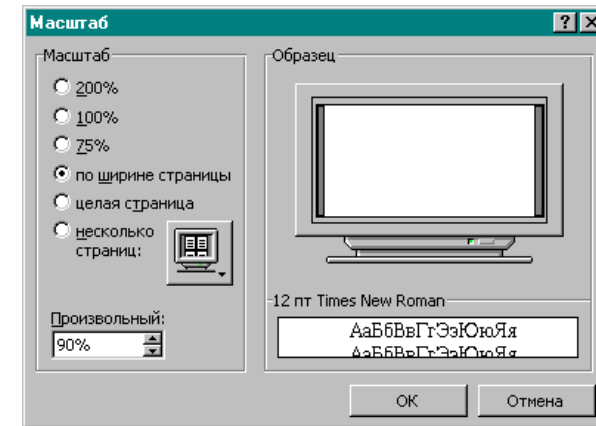 Масштаб
Масштаб
200%
100%
75%
по ширине страницы
целая страница
несколько
страниц:
Произвольный:
90%
Образец
12 пт Times New Roman
АаБбВвГгЭэЮюЯя
АаБбВвГгЭэЮюЯя
ОК
Отмена